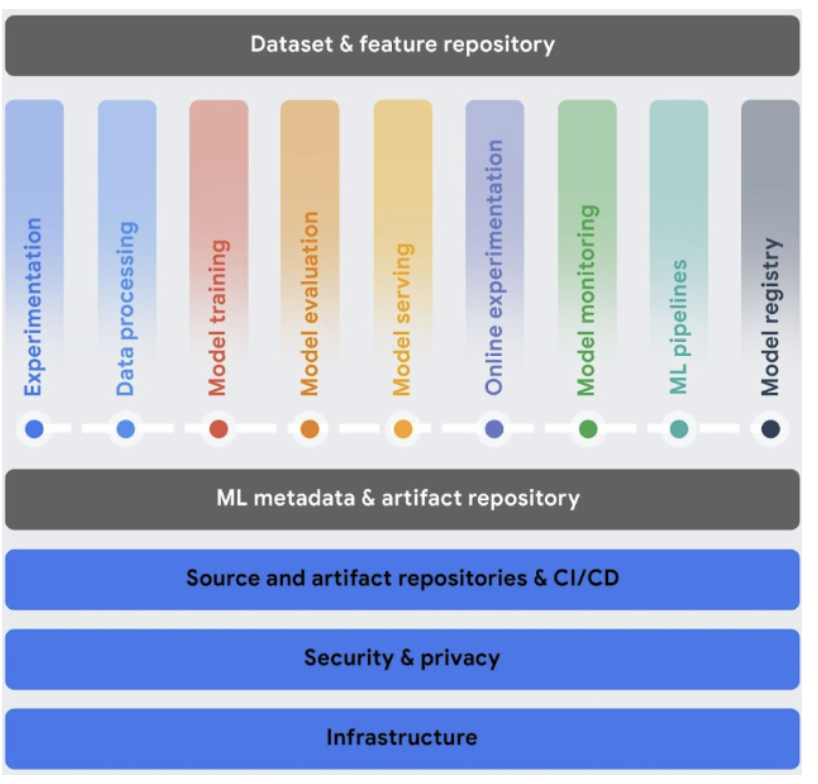 Dataset & feature repository
Experimentation
Data processing
Model training
Model evaluation
Model serving
Online experimentation
Model monitoring
ML pipelines
Model registry
ML metadata & artifact repository
Source and artifact repositories & CI/CD
Security & privacy
Infrastructure